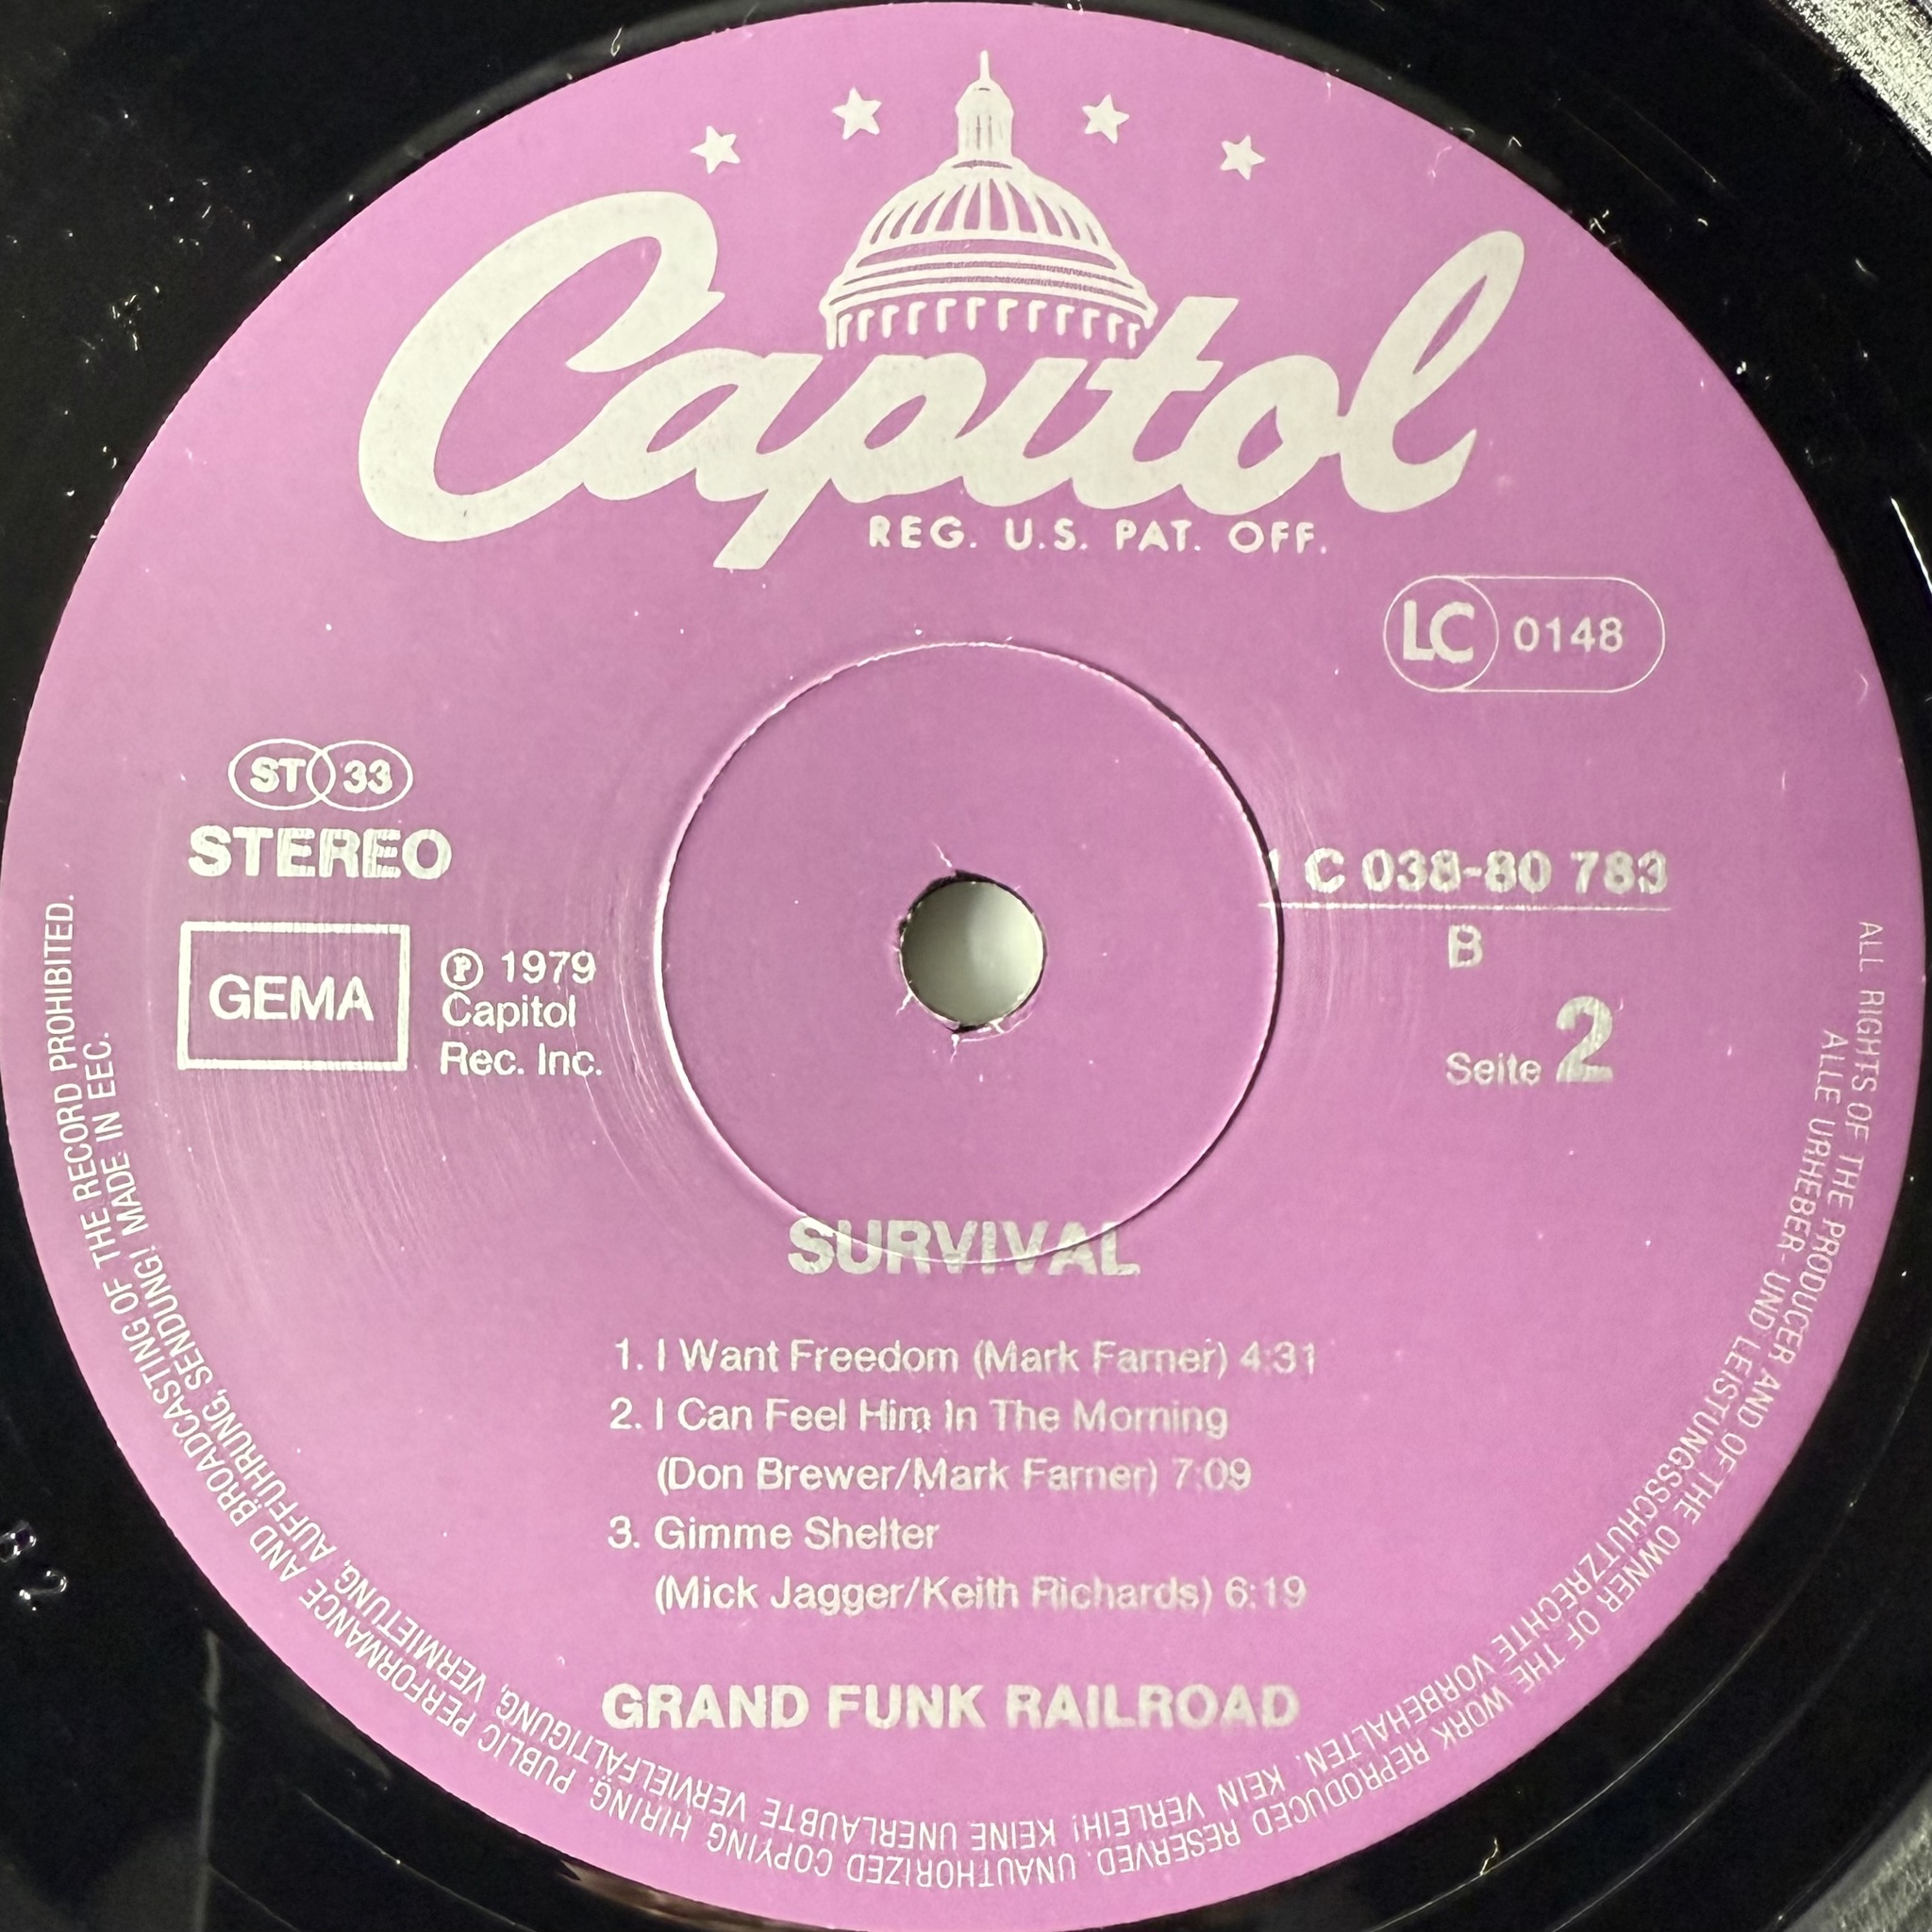 Capitol
REG. U.S. PAT. OFF.
LC 0148
ST 33
STEREO
GEMA
℗ 1979
Capitol
Rec. Inc.
1 C 038-80 783
B
Seite 2
SURVIVAL
1. I Want Freedom (Mark Farner) 4:31
2. I Can Feel Him In The Morning
(Don Brewer/Mark Farner) 7:09
3. Gimme Shelter
(Mick Jagger/Keith Richards) 6:19
GRAND FUNK RAILROAD
ALL RIGHTS OF THE PRODUCER AND OF THE OWNER OF THE WORK REPRODUCED RESERVED. UNAUTHORIZED COPYING, HIRING, PUBLIC PERFORMANCE AND BROADCASTING OF THE RECORD PROHIBITED.
ALLE URHEBER- UND LEISTUNGSSCHUTZRECHTE VORBEHALTEN. KEIN VERLEIH! KEINE UNERLAUBTE VERVIELFÄLTIGUNG, VERMIETUNG, AUFFÜHRUNG, SENDUNG! MADE IN EEC.